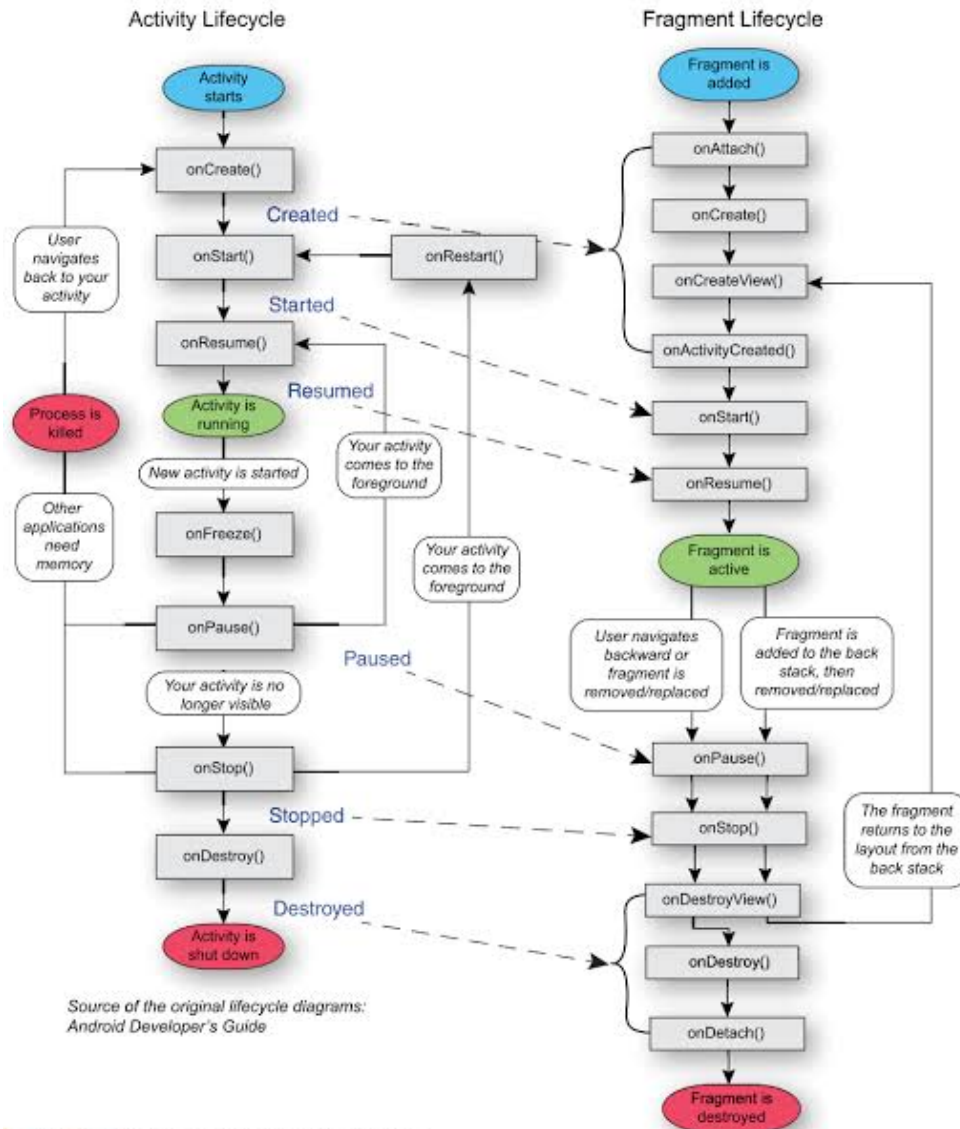 Activity Lifecycle
Activity
starts
onCreate()
Created
onStart()
onRestart()
User
navigates
back to your
activity
Started
onResume()
Resumed
Process is
killed
Activity is
running
Your activity
comes to the
foreground
New activity is started
Other
applications
need
memory
onFreeze()
Your activity
comes to the
foreground
onPause()
Paused
Your activity is no
longer visible
onStop()
Stopped
onDestroy()
Destroyed
Activity is
shut down
Source of the original lifecycle diagrams:
Android Developer's Guide
Fragment Lifecycle
Fragment is
added
onAttach()
onCreate()
onCreateView()
onActivityCreated()
onStart()
onResume()
Fragment is
active
User navigates
backward or
fragment is
removed/replaced
Fragment is
added to the back
stack, then
removed/replaced
onPause()
onStop()
The fragment
returns to the
layout from the
back stack
onDestroyView()
onDestroy()
onDetach()
Fragment is
destroyed